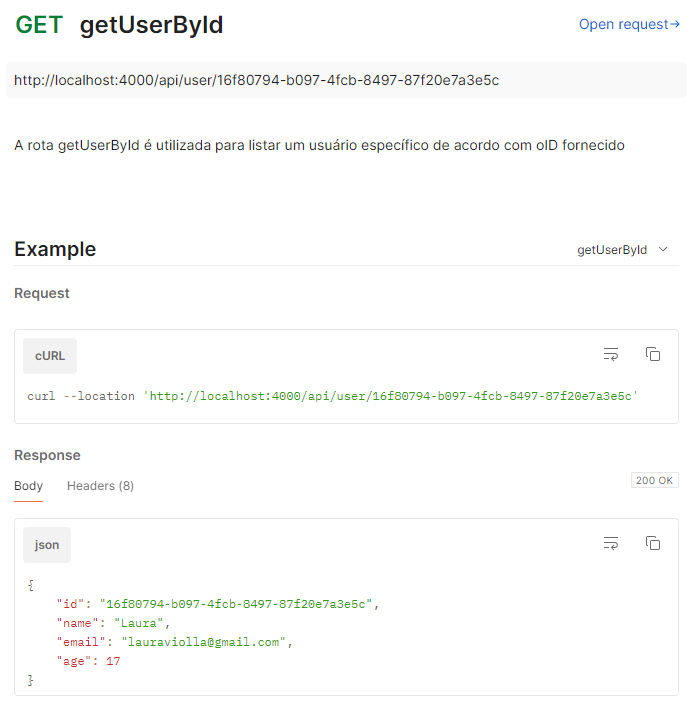 GET getUserById Open request→
http://localhost:4000/api/user/16f80794-b097-4fcb-8497-87f20e7a3e5c
A rota getUserById é utilizada para listar um usuário específico de acordo com oID fornecido
Example getUserById
Request
cURL
curl --location 'http://localhost:4000/api/user/16f80794-b097-4fcb-8497-87f20e7a3e5c'
Response
Body Headers (8) 200 OK
json
{
    "id": "16f80794-b097-4fcb-8497-87f20e7a3e5c",
    "name": "Laura",
    "email": "lauraviolla@gmail.com",
    "age": 17
}